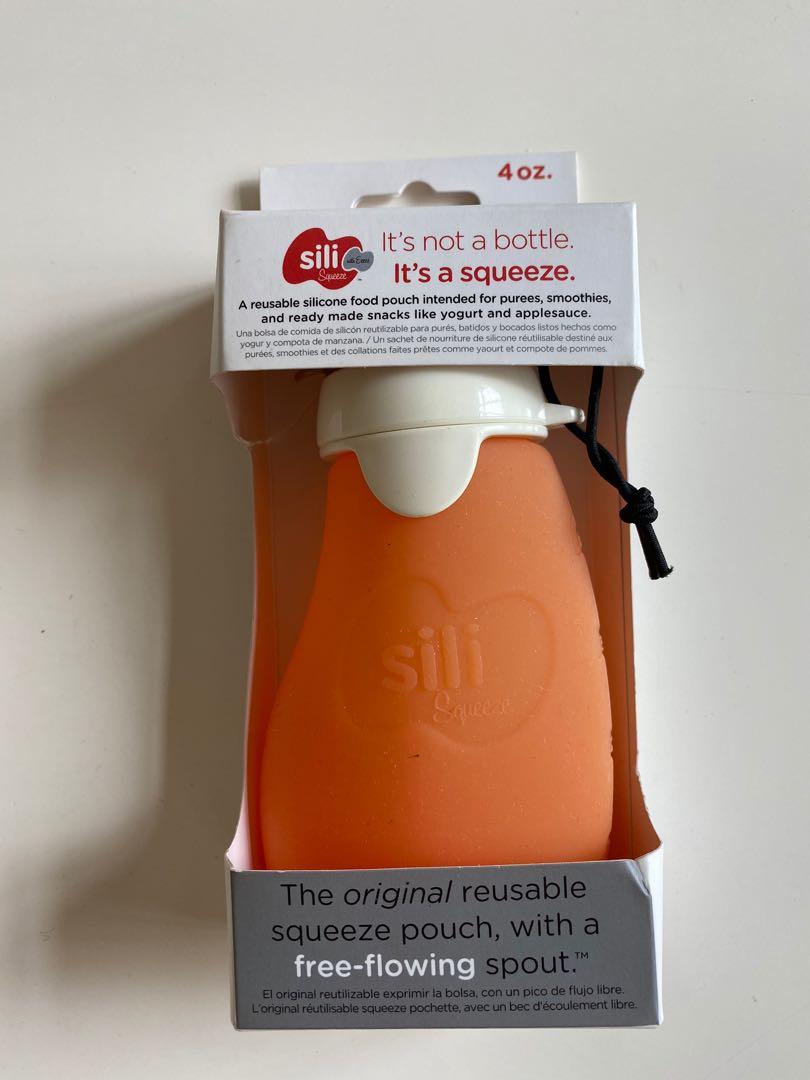 4 oz.
sili
Squeeze
with Eeeze
™
It's not a bottle.
It's a squeeze.
A reusable silicone food pouch intended for purees, smoothies,
and ready made snacks like yogurt and applesauce.
Una bolsa de comida de silicón reutilizable para purés, batidos y bocados listos hechos como
yogur y compota de manzana. / Un sachet de nourriture de silicone réutilisable destiné aux
purées, smoothies et des collations faites prêtes comme yaourt et compote de pommes.
sili
Squeeze
The original reusable
squeeze pouch, with a
free-flowing spout.™
El original reutilizable exprimir la bolsa, con un pico de flujo libre.
L'original réutilisable squeeze pochette, avec un bec d'écoulement libre.